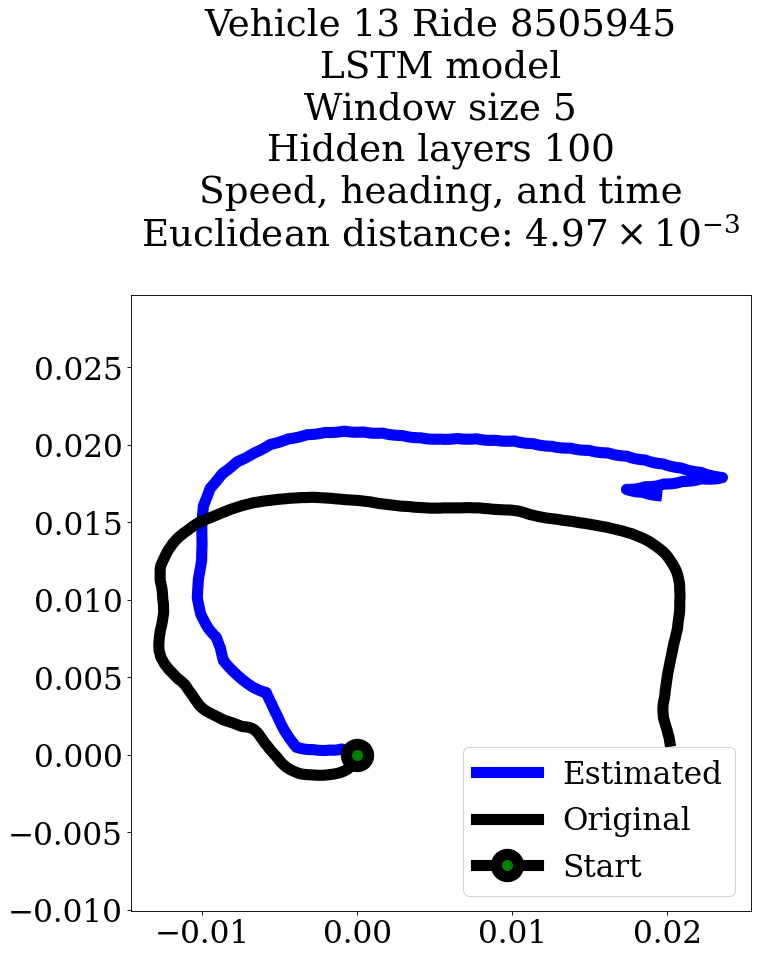 Vehicle 13 Ride 8505945
LSTM model
Window size 5
Hidden layers 100
Speed, heading, and time
Euclidean distance: 4.97 × 10⁻³
0.025
0.020
0.015
0.010
0.005
0.000
−0.005
−0.010
−0.01 0.00 0.01 0.02
Estimated
Original
Start